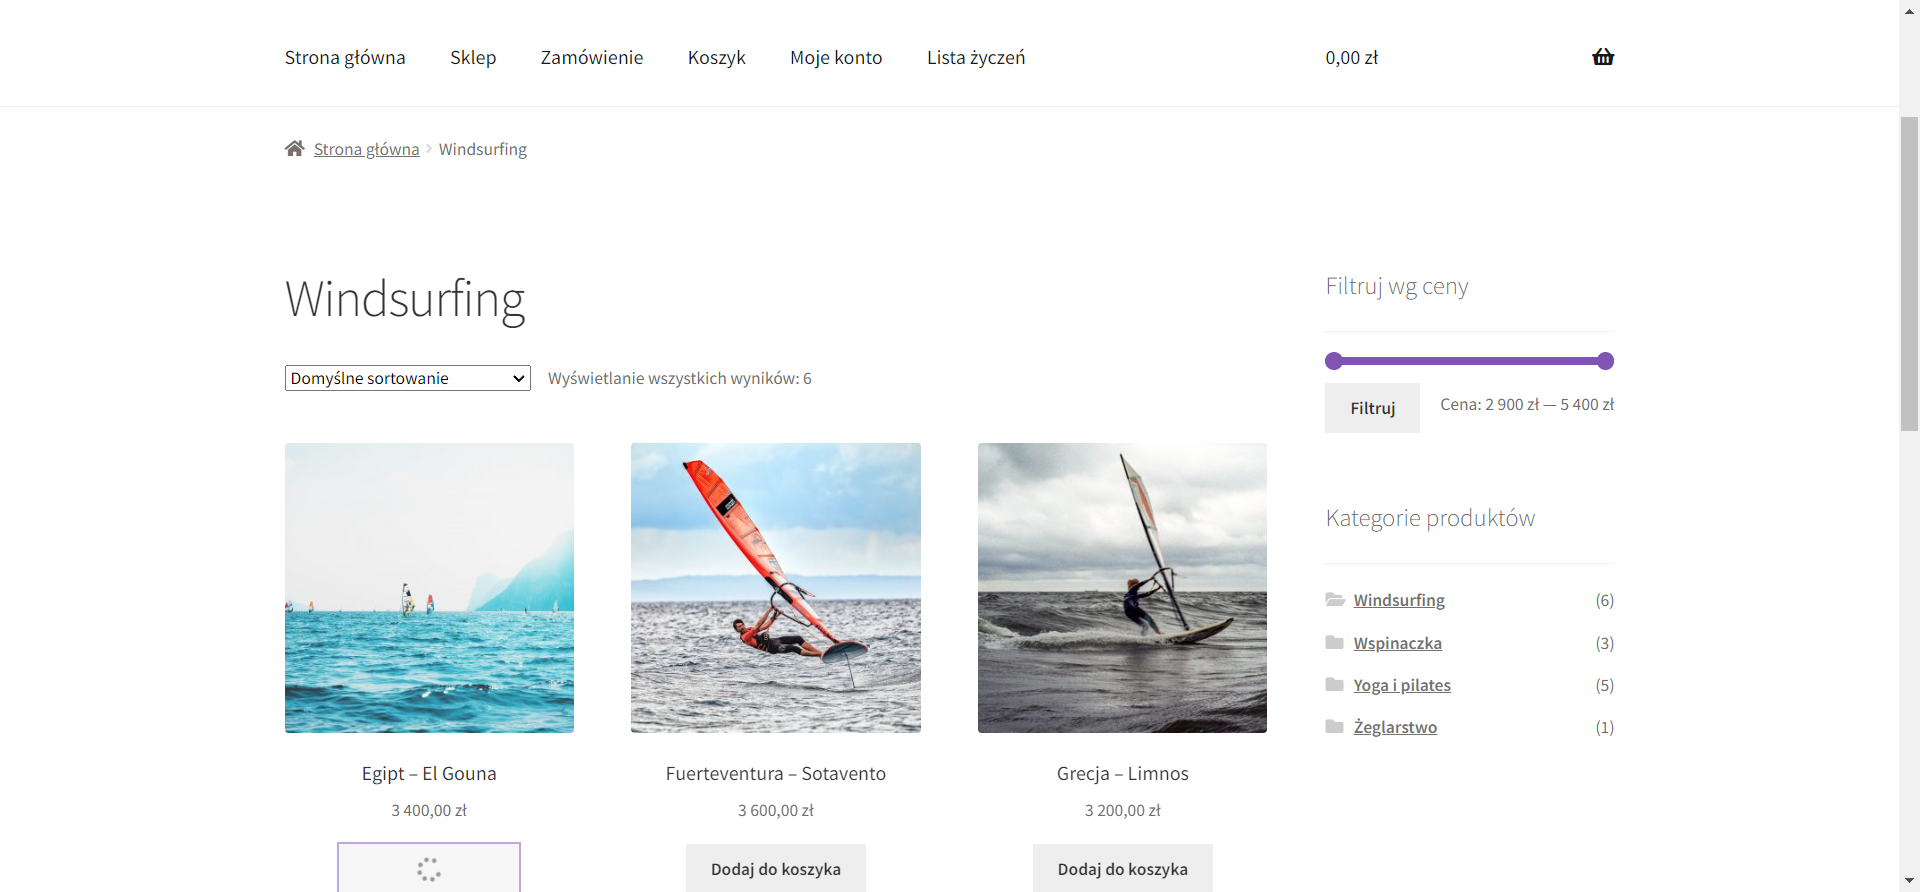 Strona główna Sklep Zamówienie Koszyk Moje konto Lista życzeń 0,00 zł
Strona główna Windsurfing
Windsurfing
Domyślne sortowanie Wyświetlanie wszystkich wyników: 6
Egipt – El Gouna
3 400,00 zł
Fuerteventura – Sotavento
3 600,00 zł
Dodaj do koszyka
Grecja – Limnos
3 200,00 zł
Dodaj do koszyka
Filtruj wg ceny
Filtruj Cena: 2 900 zł — 5 400 zł
Kategorie produktów
Windsurfing (6)
Wspinaczka (3)
Yoga i pilates (5)
Żeglarstwo (1)